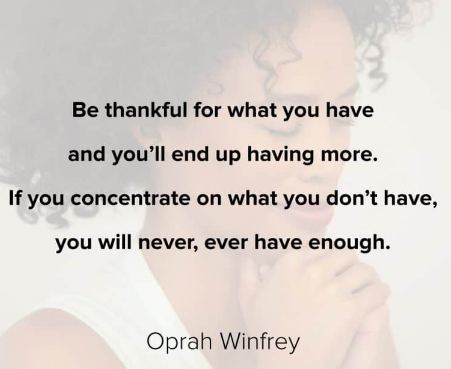 Be thankful for what you have
and you’ll end up having more.
If you concentrate on what you don’t have,
you will never, ever have enough.
Oprah Winfrey